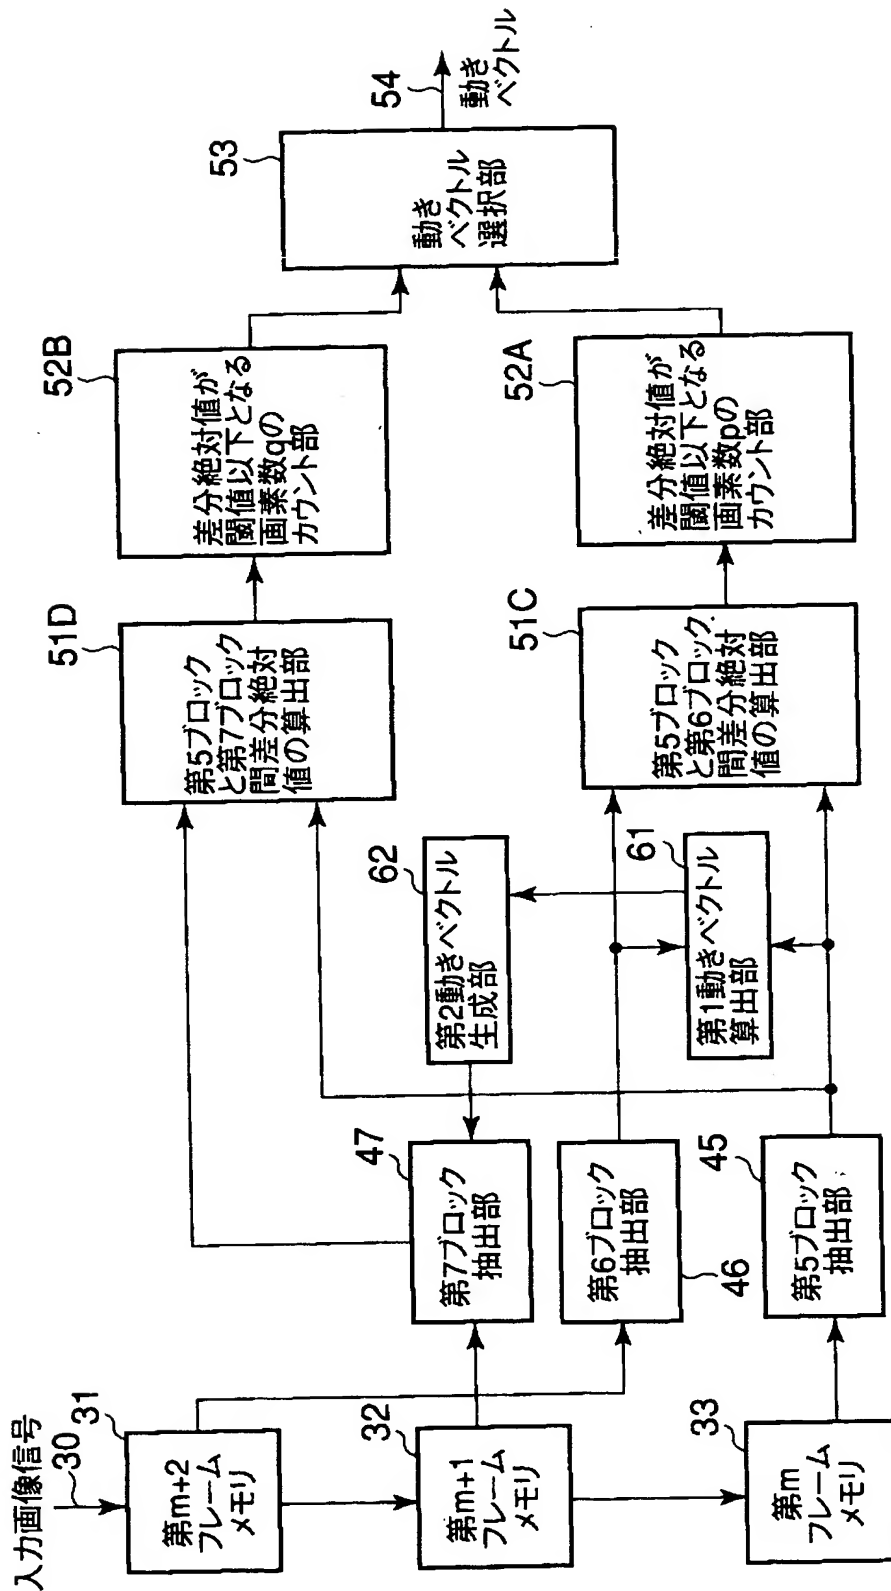 入力画像信号
30
31
第m+2
フレーム
メモリ
32
第m+1
フレーム
メモリ
33
第m
フレーム
メモリ
47
第7ブロック
抽出部
第6ブロック
抽出部
46
45
第5ブロック
抽出部
62
第2動きベクトル
生成部
61
第1動きベクトル
算出部
51D
第5ブロック
と第7ブロック
間差分絶対
値の算出部
51C
第5ブロック
と第6ブロック
間差分絶対
値の算出部
52B
差分絶対値が
閾値以下となる
画素数qの
カウント部
52A
差分絶対値が
閾値以下となる
画素数pの
カウント部
53
動き
ベクトル
選択部
54
動き
ベクトル